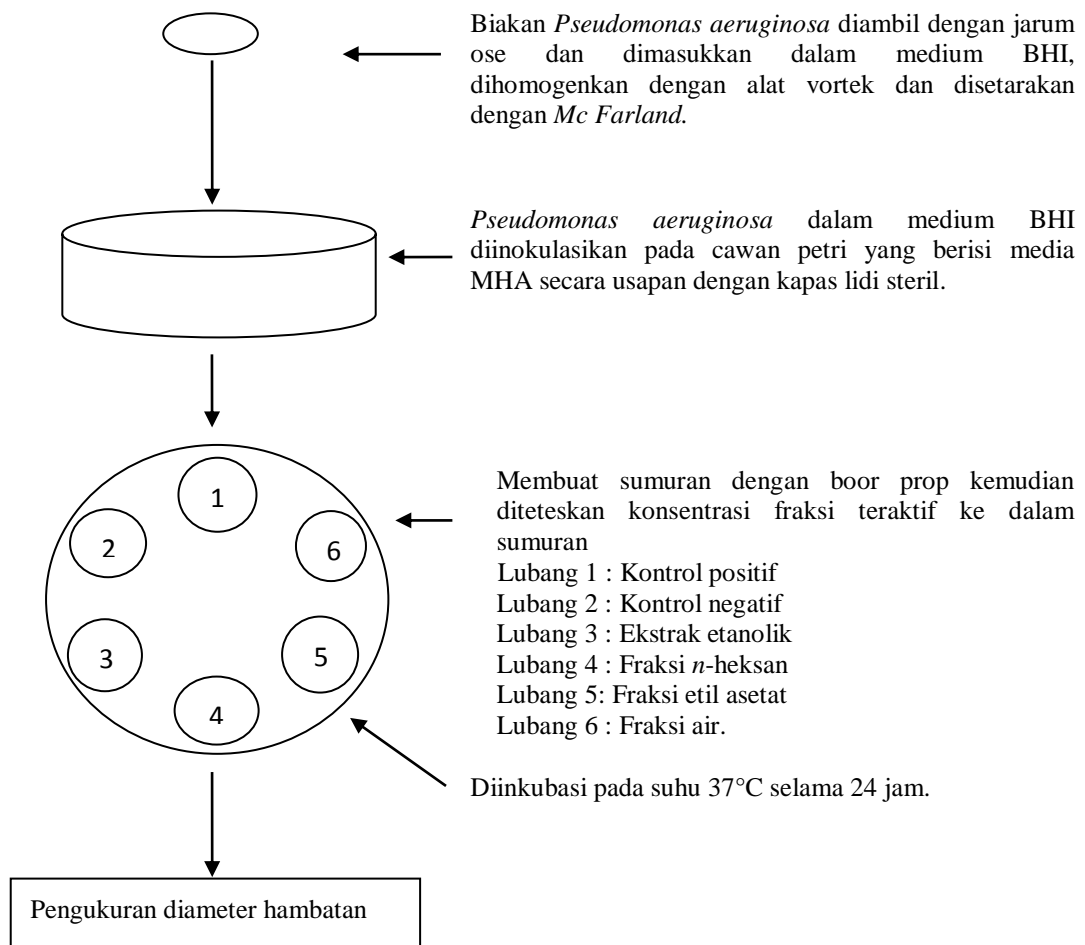 Biakan Pseudomonas aeruginosa diambil dengan jarum
ose dan dimasukkan dalam medium BHI,
dihomogenkan dengan alat vortek dan disetarakan
dengan Mc Farland.
Pseudomonas aeruginosa dalam medium BHI
diinokulasikan pada cawan petri yang berisi media
MHA secara usapan dengan kapas lidi steril.
1
2
6
3
5
4
Membuat sumuran dengan boor prop kemudian
diteteskan konsentrasi fraksi teraktif ke dalam
sumuran
Lubang 1 : Kontrol positif
Lubang 2 : Kontrol negatif
Lubang 3 : Ekstrak etanolik
Lubang 4 : Fraksi n-heksan
Lubang 5: Fraksi etil asetat
Lubang 6 : Fraksi air.
Diinkubasi pada suhu 37°C selama 24 jam.
Pengukuran diameter hambatan